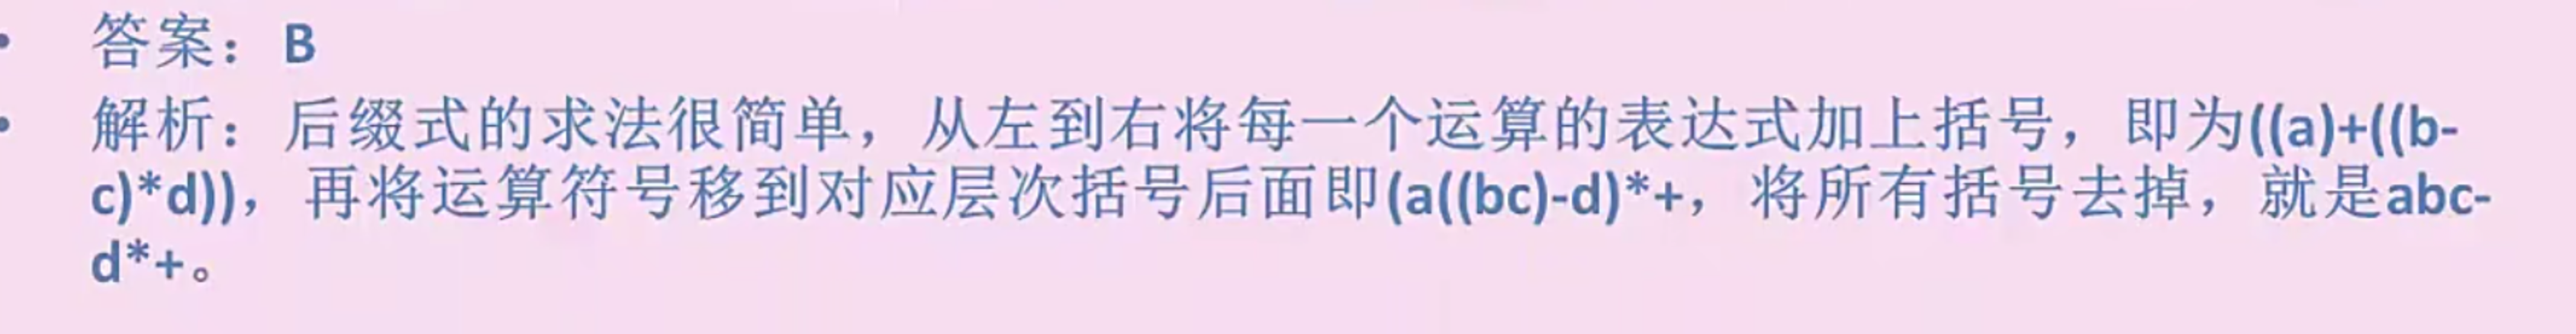 • 答案：B
• 解析：后缀式的求法很简单，从左到右将每一个运算的表达式加上括号，即为((a)+((b-
c)*d))，再将运算符号移到对应层次括号后面即(a((bc)-d)*+，将所有括号去掉，就是abc-
d*+。